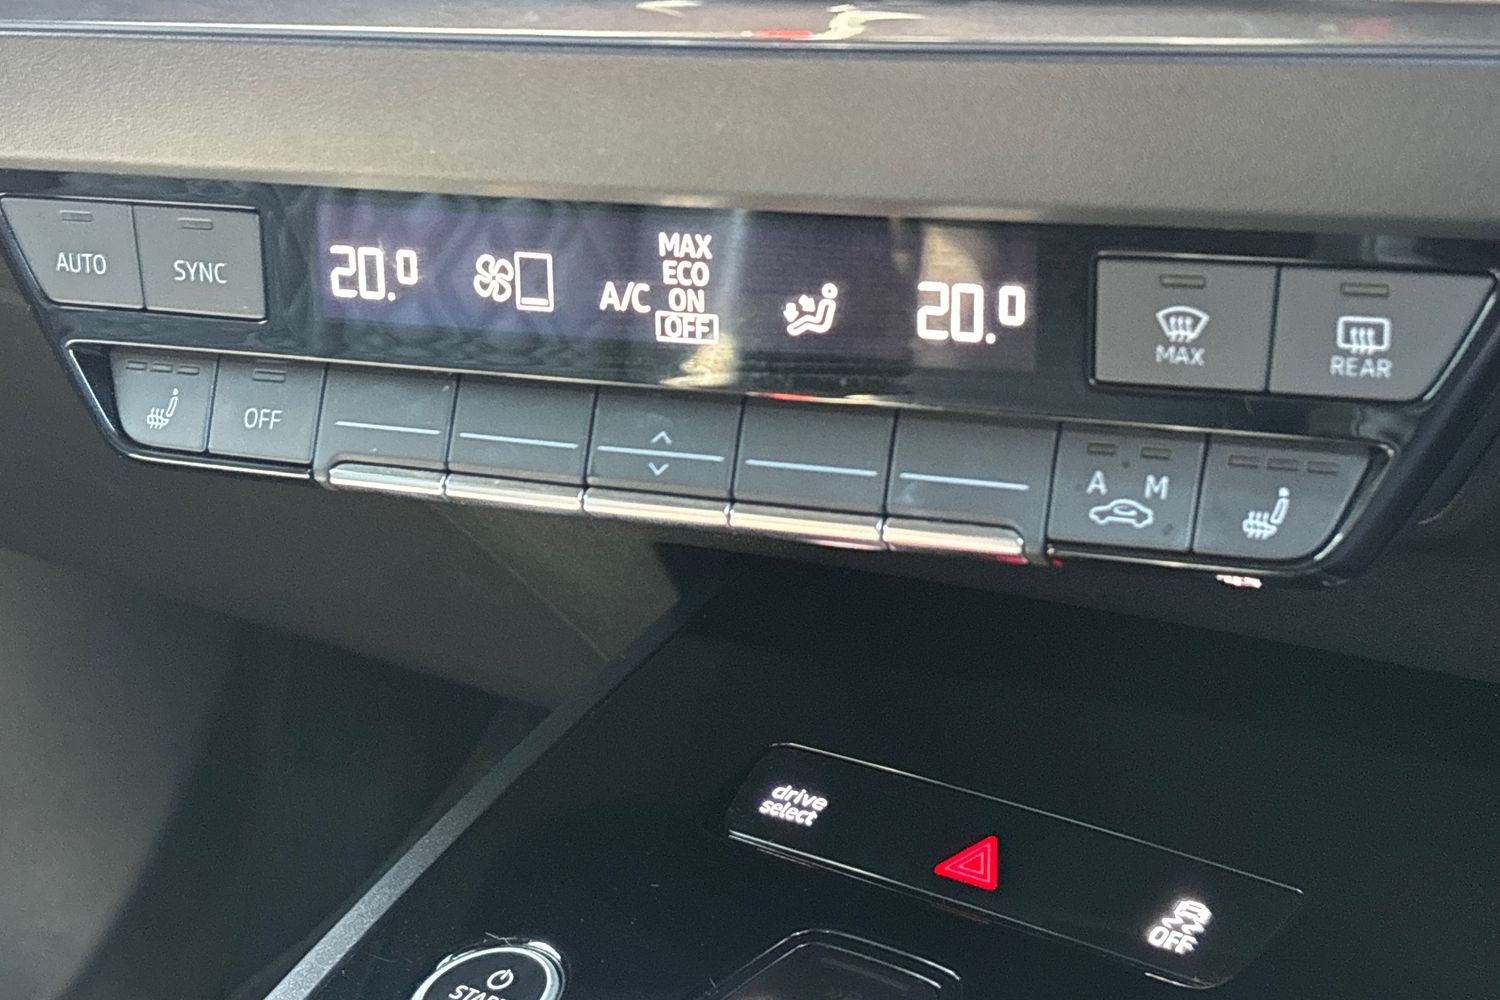 AUTO
SYNC
20.0
A/C
MAX
ECO
ON
OFF
20.0
MAX
REAR
OFF
A M
drive
select
OFF